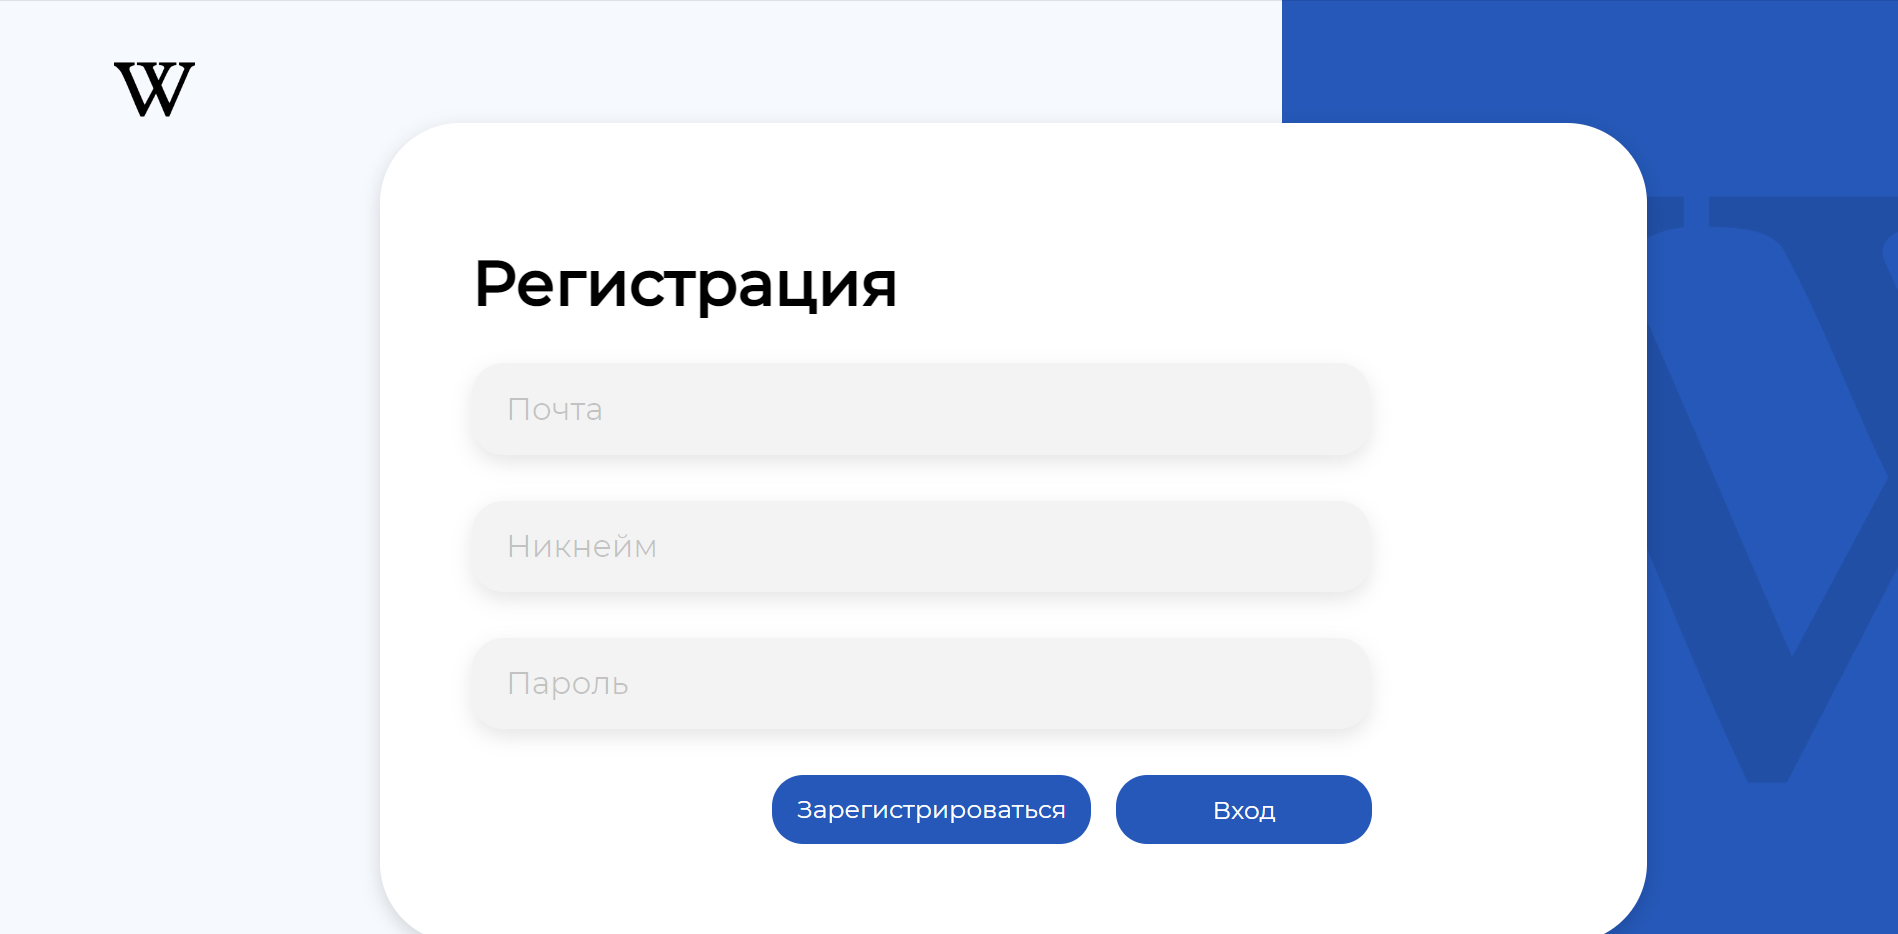 W
Регистрация
Почта
Никнейм
Пароль
Зарегистрироваться
Вход
W